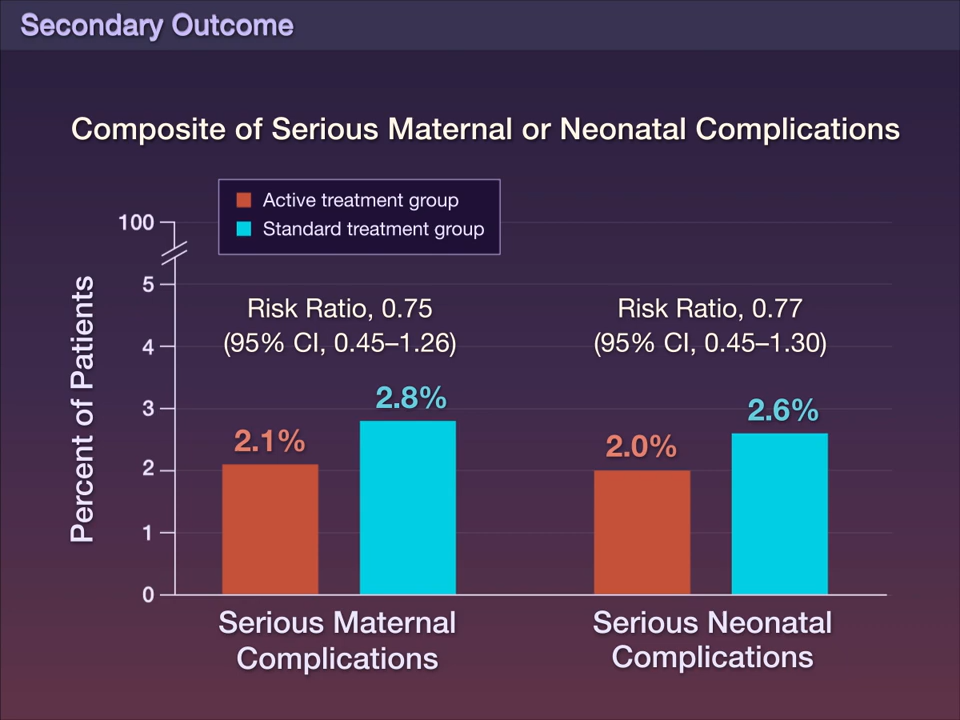 Secondary Outcome
Composite of Serious Maternal or Neonatal Complications
Active treatment group
Standard treatment group
100
5
4
3
2
1
0
Percent of Patients
Risk Ratio, 0.75
(95% CI, 0.45–1.26)
2.1%
2.8%
Risk Ratio, 0.77
(95% CI, 0.45–1.30)
2.0%
2.6%
Serious Maternal
Complications
Serious Neonatal
Complications